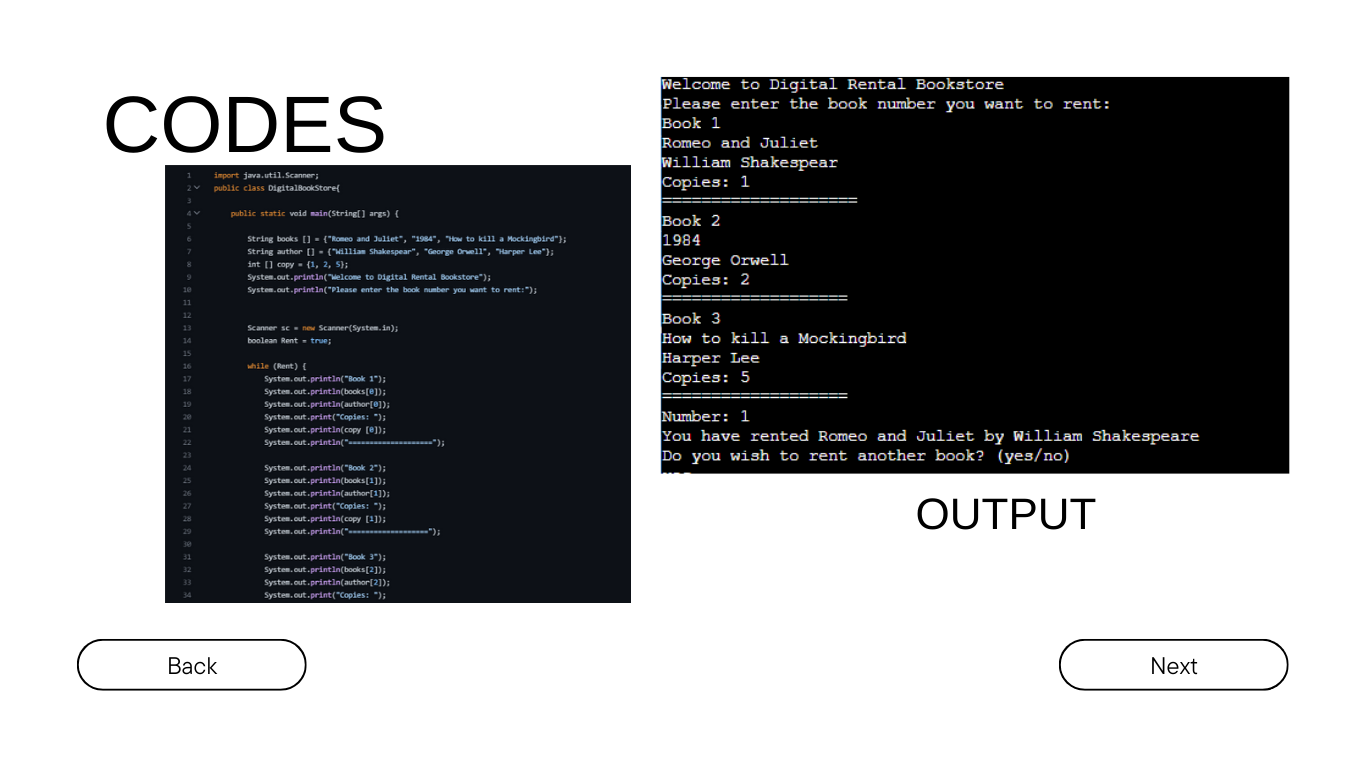 CODES
1 import java.util.Scanner;
2 public class DigitalBookStore{
3
4 public static void main(String[] args) {
5
6 String books [] = {"Romeo and Juliet", "1984", "How to kill a Mockingbird"};
7 String author [] = {"William Shakespear", "George Orwell", "Harper Lee"};
8 int [] copy = {1, 2, 5};
9 System.out.println("Welcome to Digital Rental Bookstore");
10 System.out.println("Please enter the book number you want to rent:");
11
12
13 Scanner sc = new Scanner(System.in);
14 boolean Rent = true;
15
16 while (Rent) {
17 System.out.println("Book 1");
18 System.out.println(books[0]);
19 System.out.println(author[0]);
20 System.out.print("Copies: ");
21 System.out.println(copy [0]);
22 System.out.println("====================");
23
24 System.out.println("Book 2");
25 System.out.println(books[1]);
26 System.out.println(author[1]);
27 System.out.print("Copies: ");
28 System.out.println(copy [1]);
29 System.out.println("===================");
30
31 System.out.println("Book 3");
32 System.out.println(books[2]);
33 System.out.println(author[2]);
34 System.out.print("Copies: ");
Welcome to Digital Rental Bookstore
Please enter the book number you want to rent:
Book 1
Romeo and Juliet
William Shakespear
Copies: 1
====================
Book 2
1984
George Orwell
Copies: 2
===================
Book 3
How to kill a Mockingbird
Harper Lee
Copies: 5
===================
Number: 1
You have rented Romeo and Juliet by William Shakespeare
Do you wish to rent another book? (yes/no)
OUTPUT
Back
Next